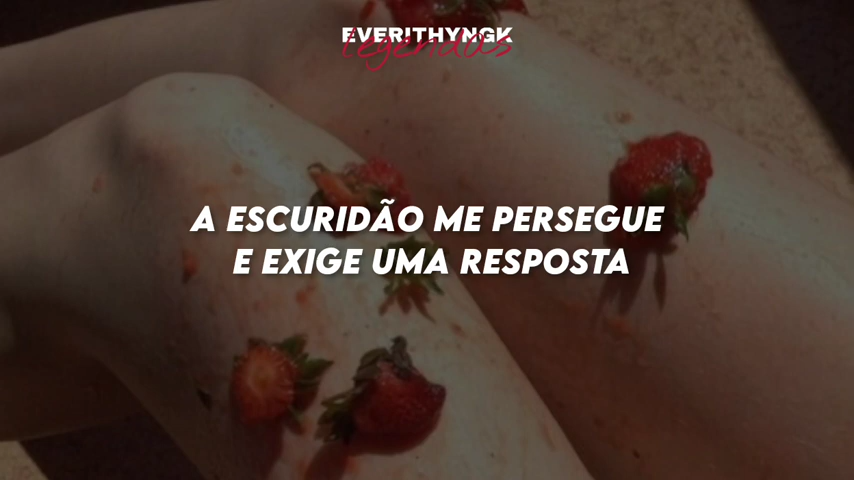 EVERITHYNGK
legendas
A ESCURIDÃO ME PERSEGUE
E EXIGE UMA RESPOSTA